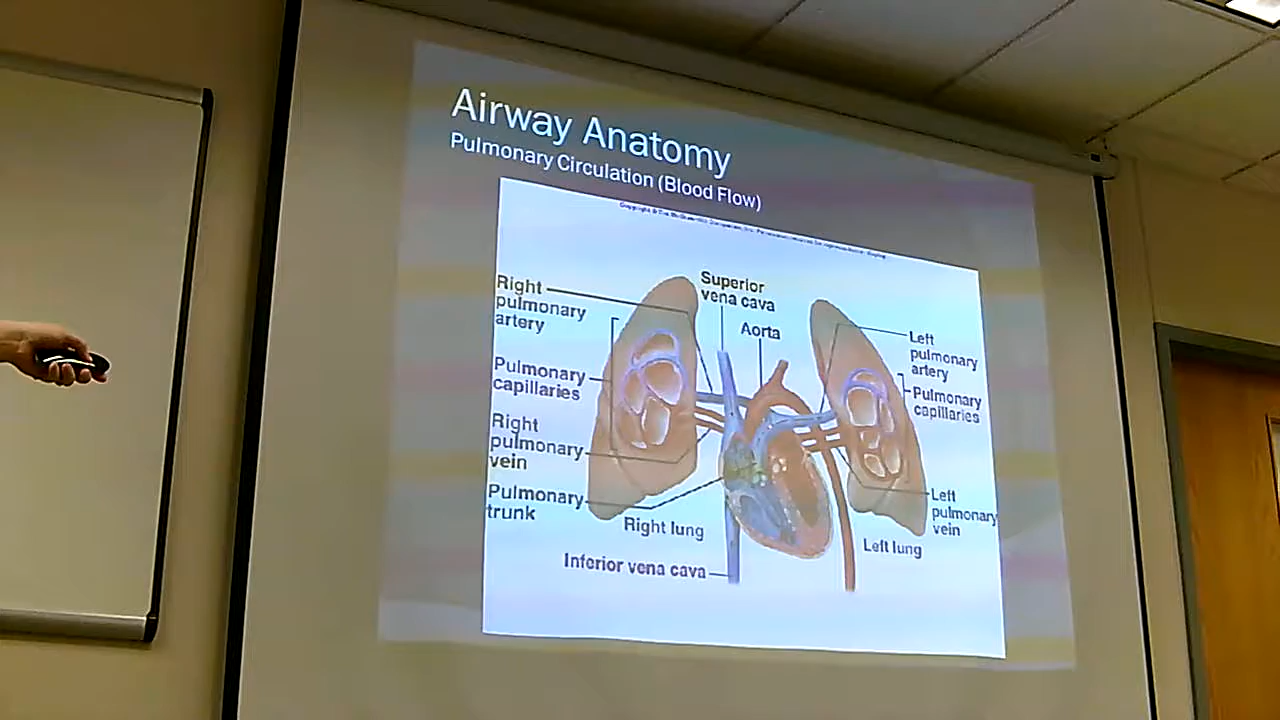 Airway Anatomy
Pulmonary Circulation (Blood Flow)
Right
pulmonary
artery
Superior
vena cava
Aorta
Left
pulmonary
artery
Pulmonary
capillaries
Pulmonary
capillaries
Right
pulmonary
vein
Pulmonary
trunk
Right lung
Left
pulmonary
vein
Left lung
Inferior vena cava